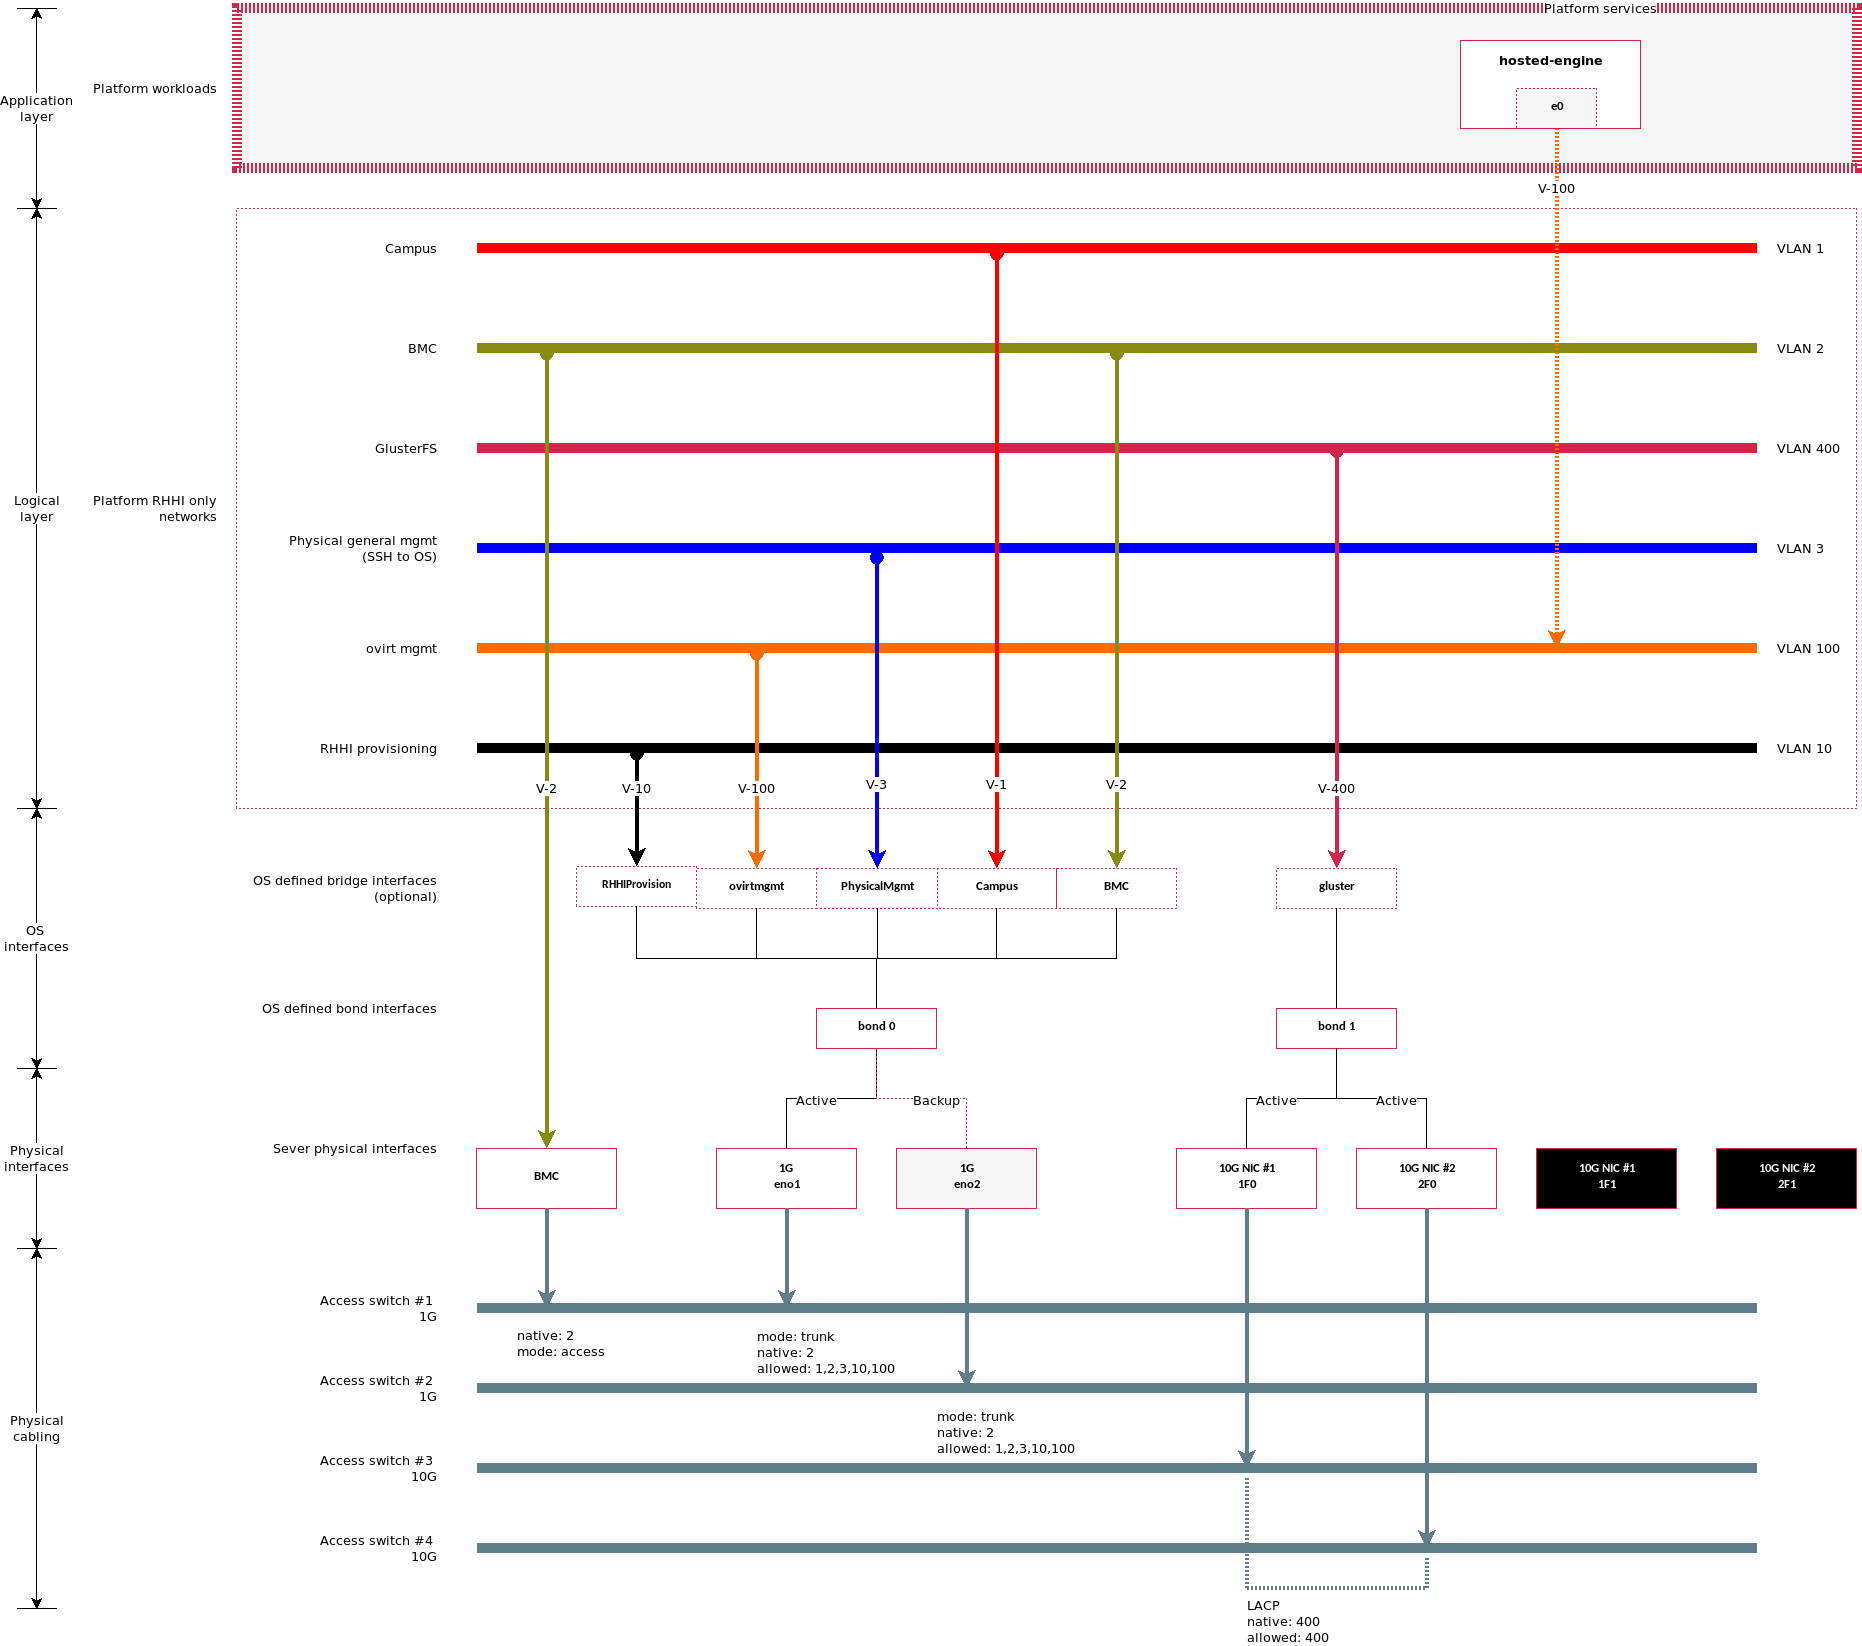 Platform services
hosted-engine
Platform workloads
Application
layer
e0
V-100
Campus
VLAN 1
BMC
VLAN 2
GlusterFS
VLAN 400
Logical
layer
Platform RHHI only
networks
Physical general mgmt
(SSH to OS)
VLAN 3
ovirt mgmt
VLAN 100
RHHI provisioning
VLAN 10
V-2
V-10
V-100
V-3
V-1
V-2
V-400
OS defined bridge interfaces
(optional)
RHHIProvision
ovirtmgmt
PhysicalMgmt
Campus
BMC
gluster
OS
interfaces
OS defined bond interfaces
bond 0
bond 1
Active
Backup
Active
Active
Physical
interfaces
Sever physical interfaces
BMC
1G
eno1
1G
eno2
10G NIC #1
1F0
10G NIC #2
2F0
10G NIC #1
1F1
10G NIC #2
2F1
Access switch #1
1G
native: 2
mode: access
mode: trunk
native: 2
allowed: 1,2,3,10,100
Access switch #2
1G
Physical
cabling
mode: trunk
native: 2
allowed: 1,2,3,10,100
Access switch #3
10G
Access switch #4
10G
LACP
native: 400
allowed: 400